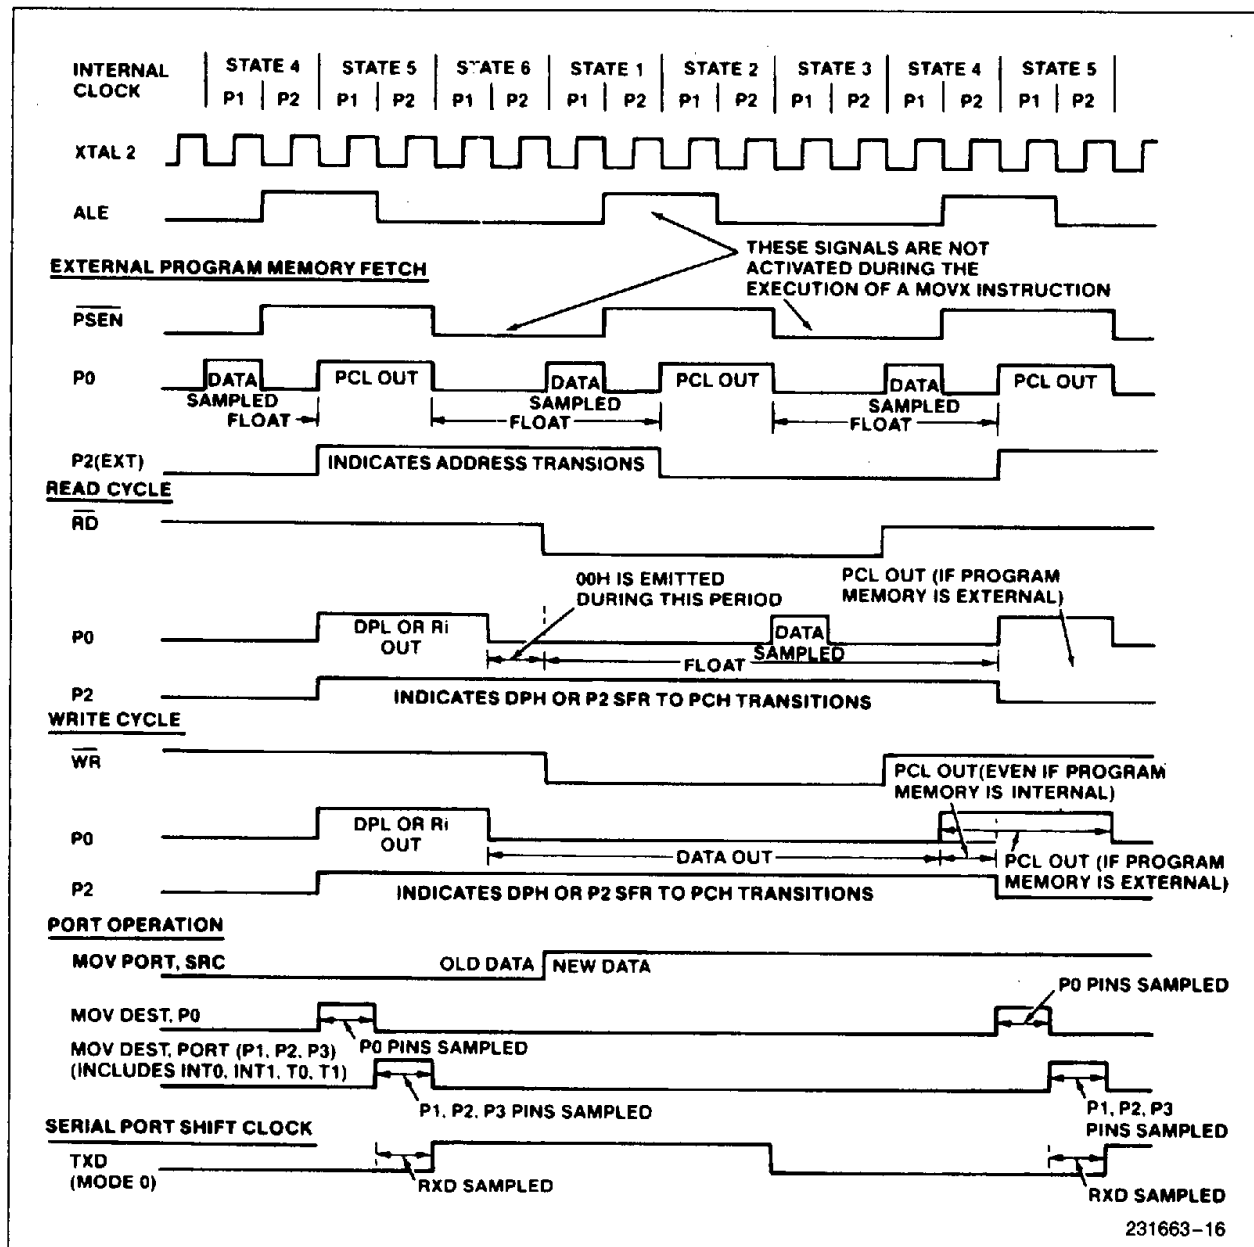 INTERNAL CLOCK
STATE 4 STATE 5 STATE 6 STATE 1 STATE 2 STATE 3 STATE 4 STATE 5
P1 P2 P1 P2 P1 P2 P1 P2 P1 P2 P1 P2 P1 P2 P1 P2
XTAL 2
ALE
THESE SIGNALS ARE NOT
ACTIVATED DURING THE
EXECUTION OF A MOVX INSTRUCTION
EXTERNAL PROGRAM MEMORY FETCH
PSEN
P0
DATA SAMPLED PCL OUT DATA SAMPLED PCL OUT DATA SAMPLED PCL OUT
FLOAT FLOAT FLOAT
P2(EXT)
INDICATES ADDRESS TRANSIONS
READ CYCLE
RD
00H IS EMITTED
DURING THIS PERIOD
PCL OUT (IF PROGRAM
MEMORY IS EXTERNAL)
P0
DPL OR Ri
OUT
DATA
SAMPLED
FLOAT
P2
INDICATES DPH OR P2 SFR TO PCH TRANSITIONS
WRITE CYCLE
WR
PCL OUT(EVEN IF PROGRAM
MEMORY IS INTERNAL)
P0
DPL OR Ri
OUT
DATA OUT
PCL OUT (IF PROGRAM
MEMORY IS EXTERNAL)
P2
INDICATES DPH OR P2 SFR TO PCH TRANSITIONS
PORT OPERATION
MOV PORT, SRC
OLD DATA NEW DATA
P0 PINS SAMPLED
MOV DEST, P0
P0 PINS SAMPLED
MOV DEST, PORT (P1, P2, P3)
(INCLUDES INT0, INT1, T0, T1)
P1, P2, P3 PINS SAMPLED
P1, P2, P3
PINS SAMPLED
SERIAL PORT SHIFT CLOCK
TXD
(MODE 0)
RXD SAMPLED
RXD SAMPLED
231663-16